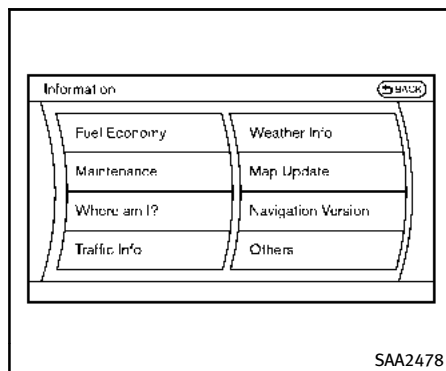 Information
BACK
Fuel Economy
Weather Info
Maintenance
Map Update
Where am I?
Navigation Version
Traffic Info
Others
SAA2478